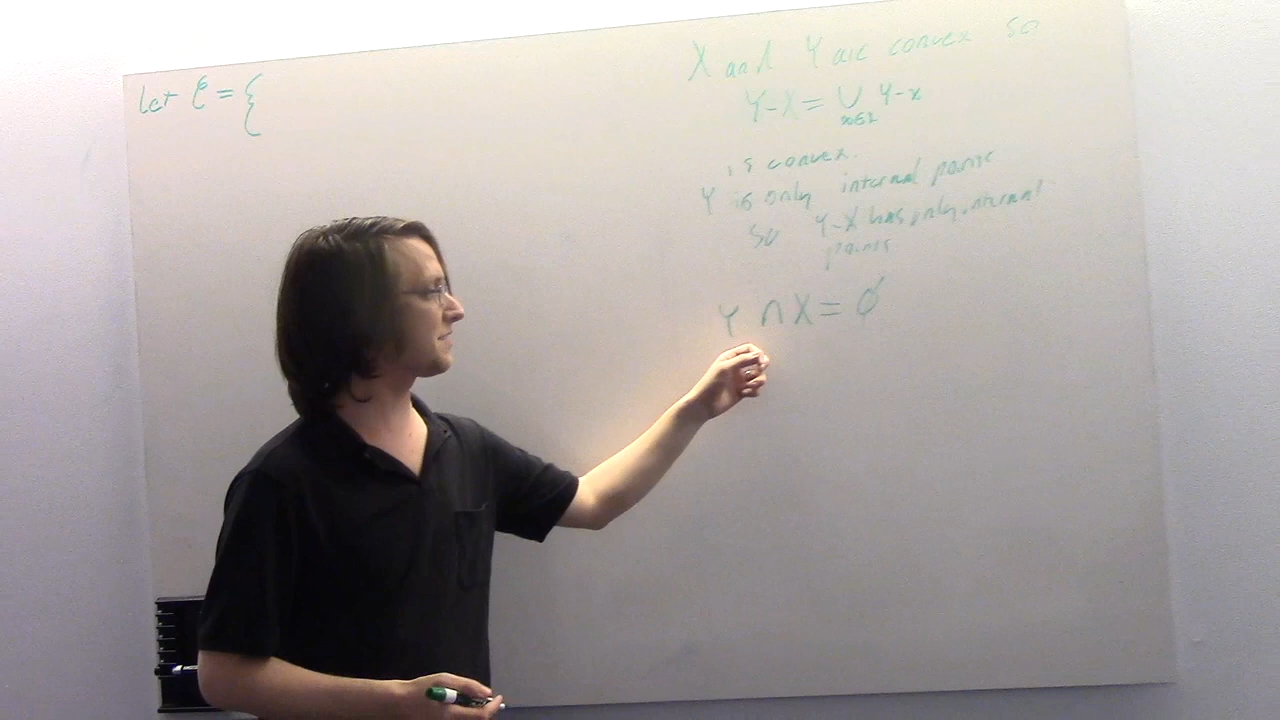 Let C = {
X and Y are convex so
Y-X = ∪ Y-x
x∈X
is convex.
Y is only internal points
so Y-X has only internal
points
Y ∩ X = ∅